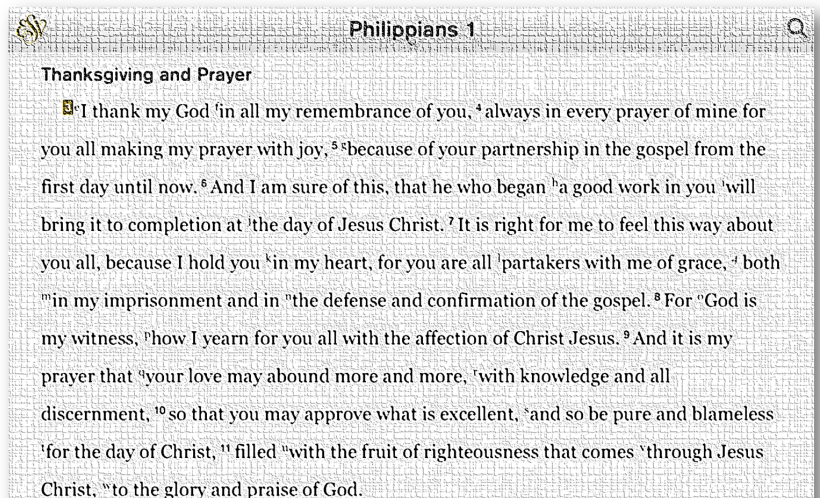 ESV
Philippians 1
Thanksgiving and Prayer
3 e I thank my God f in all my remembrance of you, 4 always in every prayer of mine for
you all making my prayer with joy, 5 g because of your partnership in the gospel from the
first day until now. 6 And I am sure of this, that he who began h a good work in you i will
bring it to completion at j the day of Jesus Christ. 7 It is right for me to feel this way about
you all, because I hold you k in my heart, for you are all l partakers with me of grace, both
m in my imprisonment and in n the defense and confirmation of the gospel. 8 For o God is
my witness, p how I yearn for you all with the affection of Christ Jesus. 9 And it is my
prayer that q your love may abound more and more, r with knowledge and all
discernment, 10 so that you may approve what is excellent, s and so be pure and blameless
t for the day of Christ, 11 filled u with the fruit of righteousness that comes v through Jesus
Christ, w to the glory and praise of God.